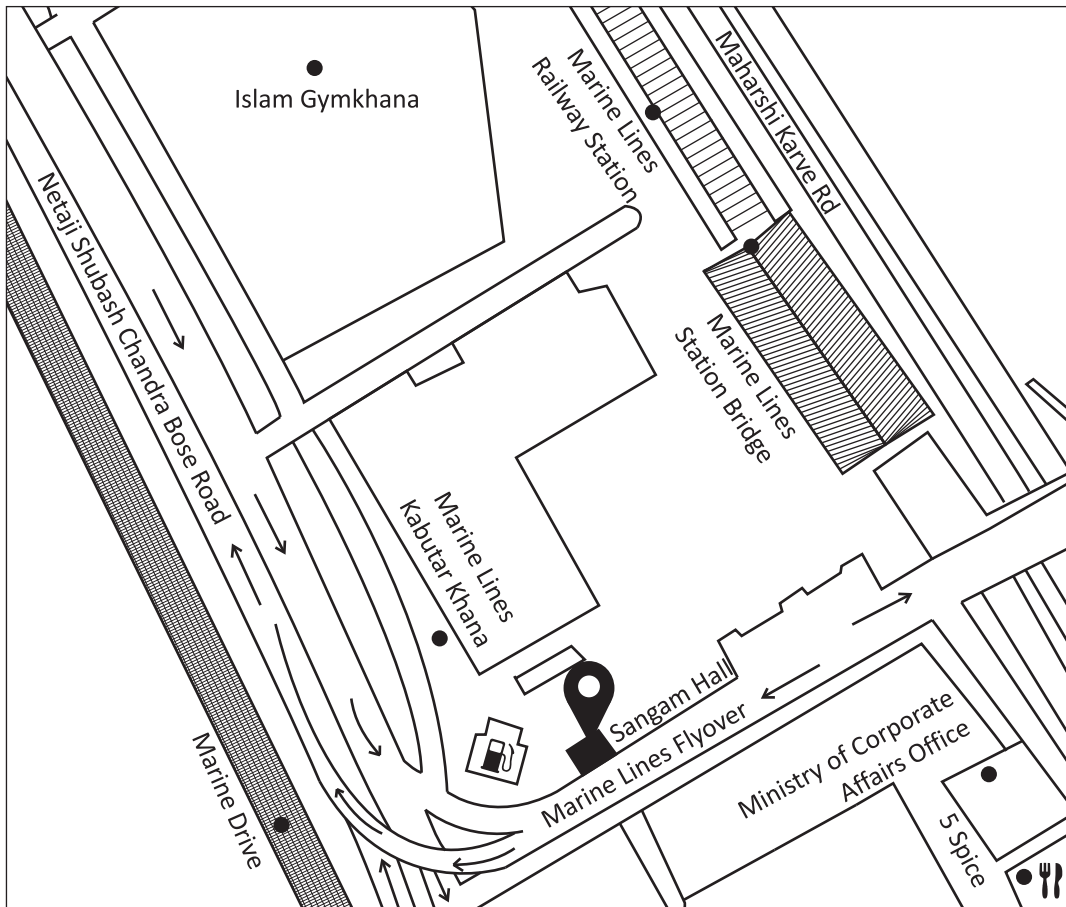 Islam Gymkhana
Marine Lines
Railway Station
Maharshi Karve Rd
Netaji Shubash Chandra Bose Road
Marine Lines
Station Bridge
Marine Lines
Kabutar Khana
Sangam Hall
Marine Lines Flyover
Ministry of Corporate
Affairs Office
Marine Drive
5 Spice